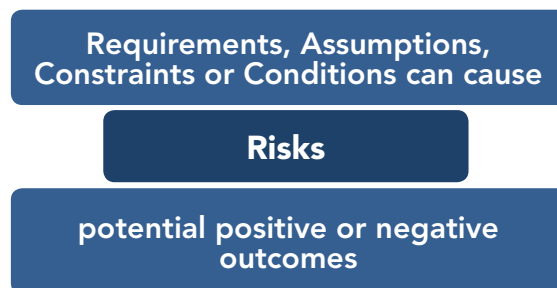 Requirements, Assumptions,
Constraints or Conditions can cause
Risks
potential positive or negative
outcomes